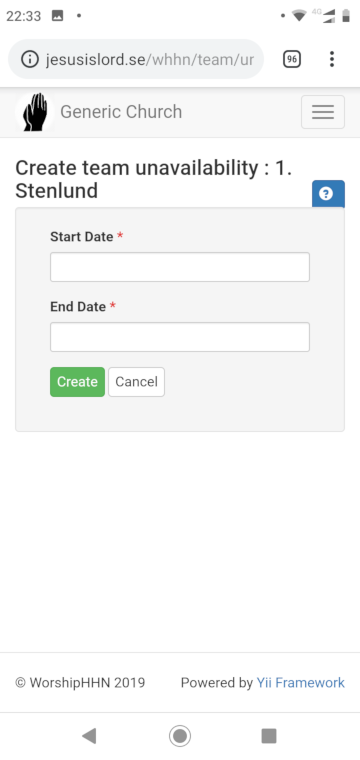 22:33
4G
jesusislord.se/whhn/team/ur
96
Generic Church
Create team unavailability : 1.
Stenlund
?
Start Date *
End Date *
Create Cancel
© WorshipHHN 2019 Powered by Yii Framework